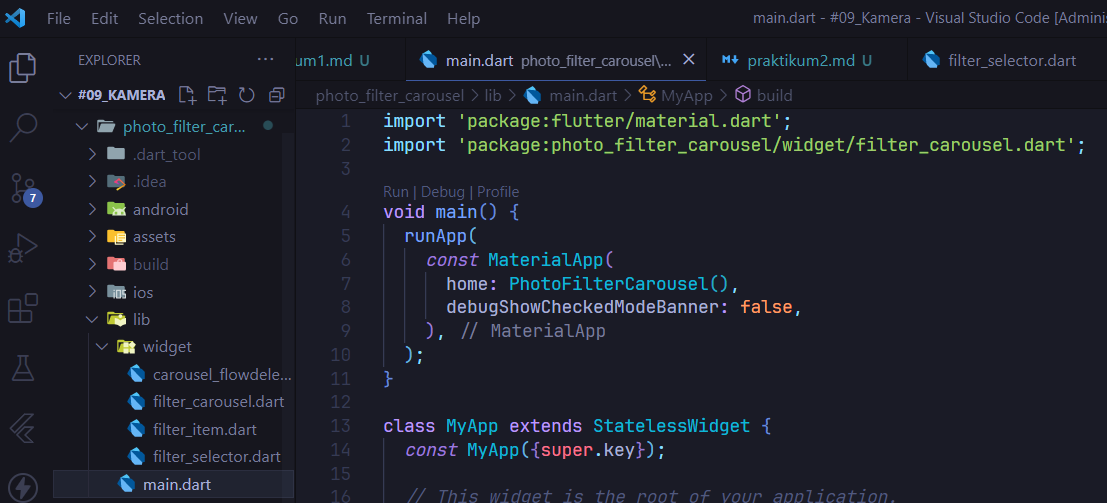 File Edit Selection View Go Run Terminal Help main.dart - #09_Kamera - Visual Studio Code [Adminis
EXPLORER ...
um1.md U main.dart photo_filter_carousel\... praktikum2.md U filter_selector.dart
#09_KAMERA
photo_filter_carousel > lib > main.dart > MyApp > build
photo_filter_car...
.dart_tool
.idea
android
assets
build
ios
iOS
lib
widget
carousel_flowdele...
filter_carousel.dart
filter_item.dart
filter_selector.dart
main.dart
7
1 import 'package:flutter/material.dart';
2 import 'package:photo_filter_carousel/widget/filter_carousel.dart';
3
Run | Debug | Profile
4 void main() {
5 runApp(
6 const MaterialApp(
7 home: PhotoFilterCarousel(),
8 debugShowCheckedModeBanner: false,
9 ), // MaterialApp
10 );
11 }
12
13 class MyApp extends StatelessWidget {
14 const MyApp({super.key});
15
16 // This widget is the root of your application.